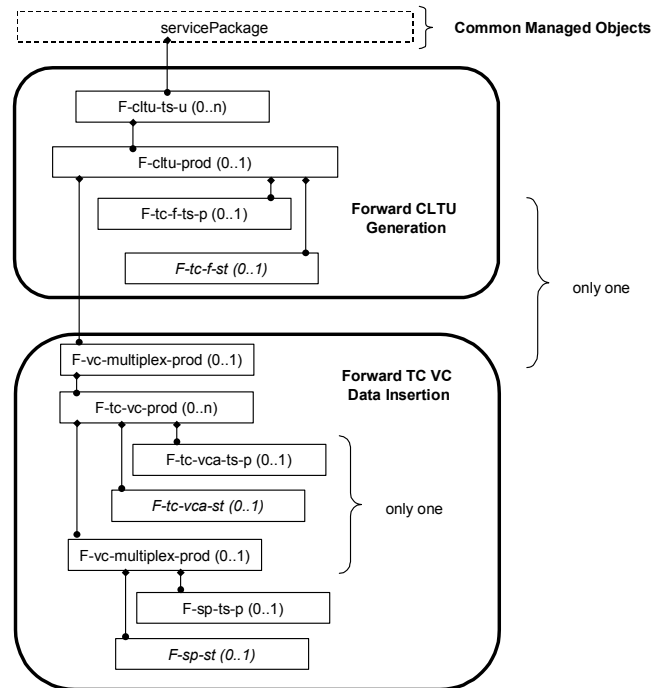 servicePackage
Common Managed Objects
F-cltu-ts-u (0..n)
F-cltu-prod (0..1)
F-tc-f-ts-p (0..1)
Forward CLTU
Generation
F-tc-f-st (0..1)
only one
F-vc-multiplex-prod (0..1)
Forward TC VC
Data Insertion
F-tc-vc-prod (0..n)
F-tc-vca-ts-p (0..1)
F-tc-vca-st (0..1)
only one
F-vc-multiplex-prod (0..1)
F-sp-ts-p (0..1)
F-sp-st (0..1)